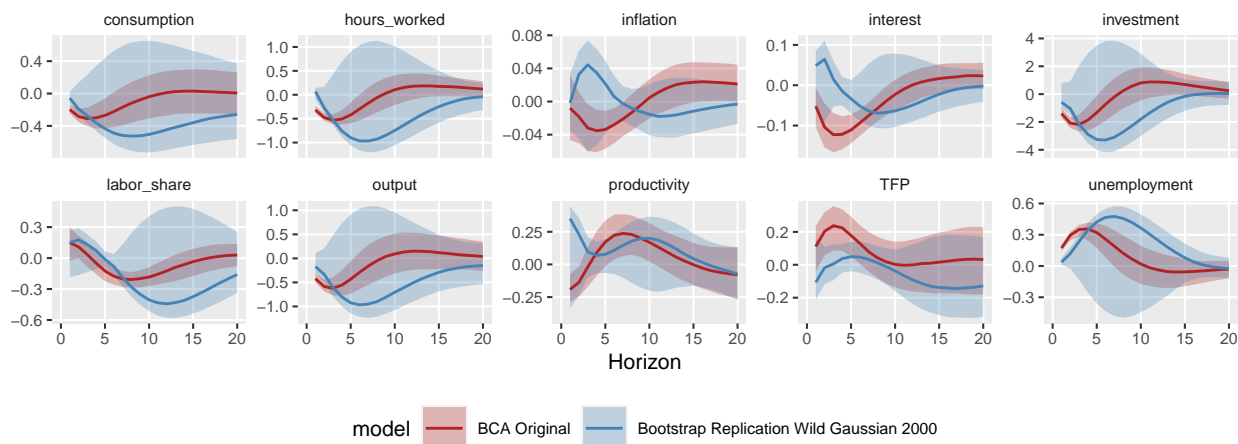 consumption hours_worked inflation interest investment
0.4 1.0 0.08 0.1 4
0.5 0.04 2
0.0 0.0 0.00 0.0 0
−0.5 −2
−0.4 −1.0 −0.04 −0.1 −4
labor_share output productivity TFP unemployment
0.3 1.0 0.25 0.2 0.6
0.5 0.3
0.0 0.0 0.00 0.0 0.0
−0.3 −0.5 −0.3
−0.6 −1.0 −0.25 −0.2
0 5 10 15 20 0 5 10 15 20 0 5 10 15 20 0 5 10 15 20 0 5 10 15 20
Horizon
model BCA Original Bootstrap Replication Wild Gaussian 2000